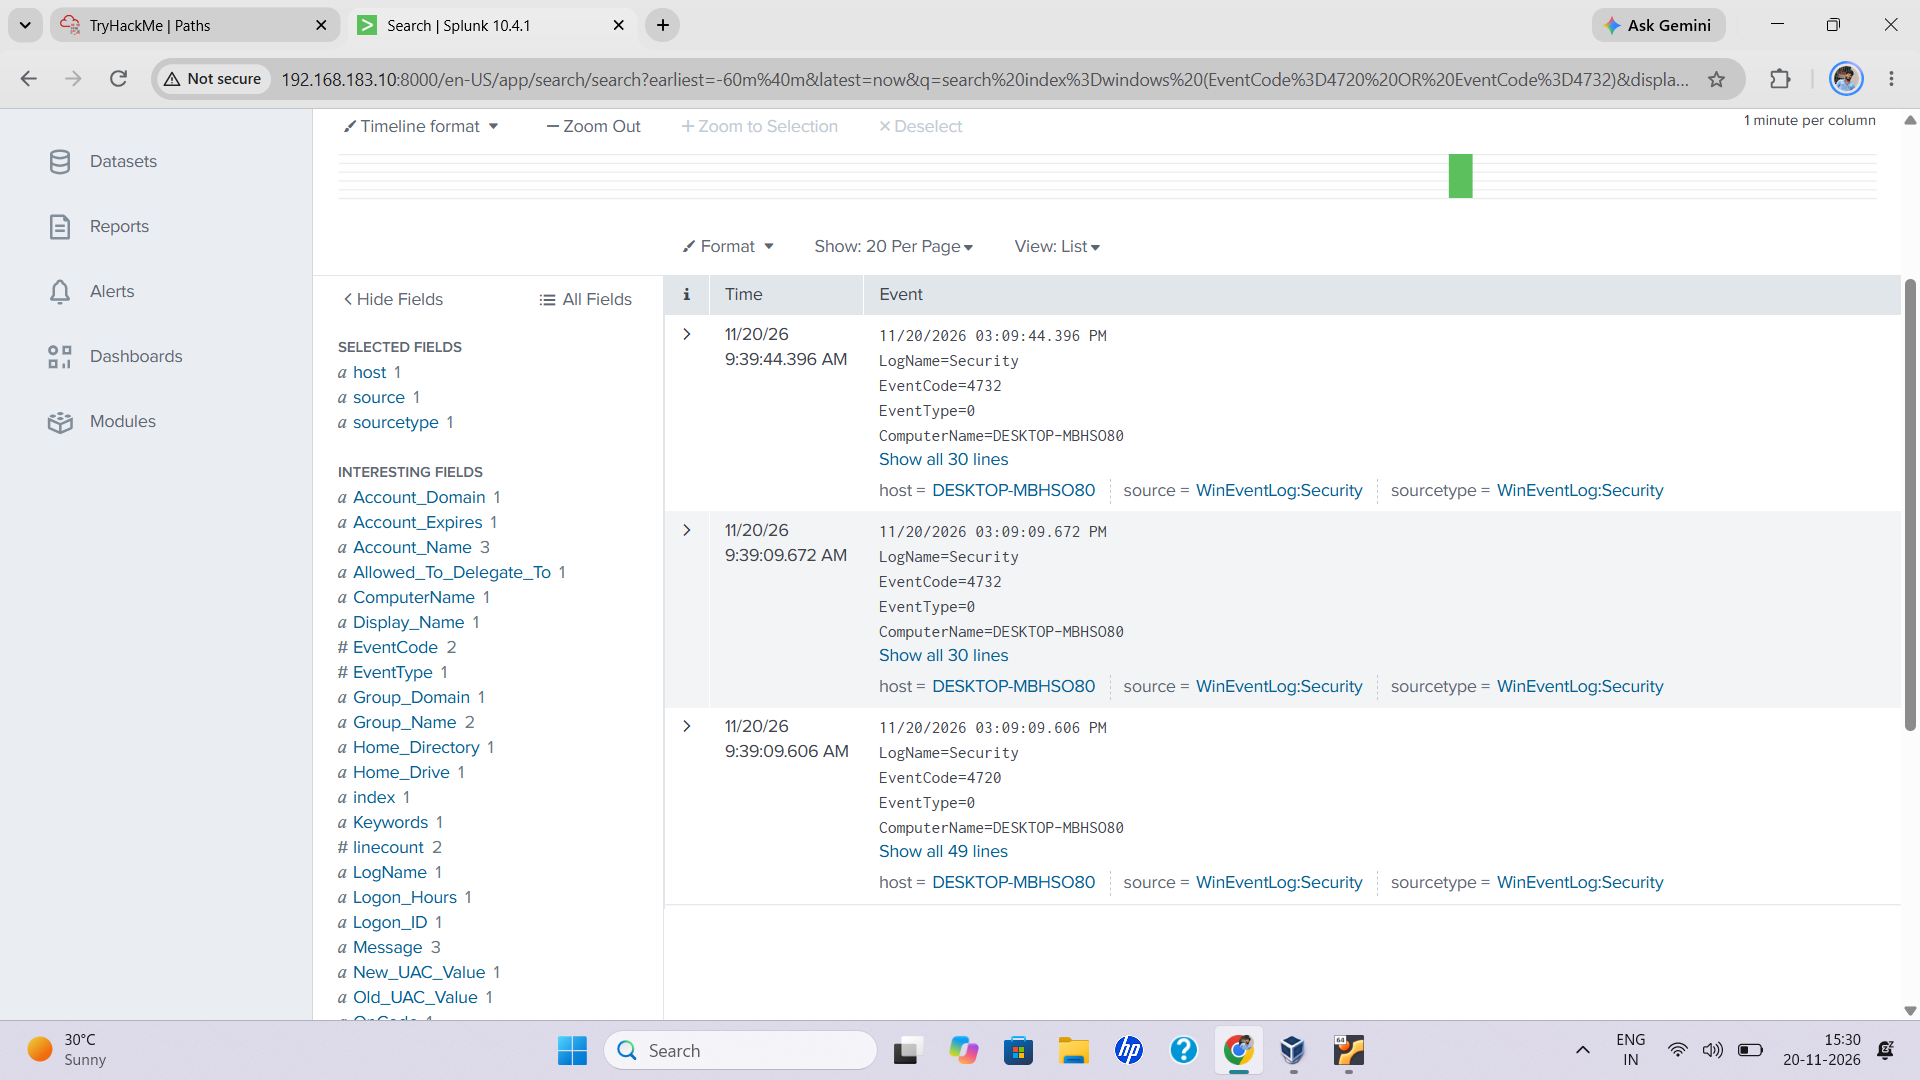 TryHackMe | Paths
Search | Splunk 10.4.1
Ask Gemini
Not secure
192.168.183.10:8000/en-US/app/search/search?earliest=-60m%40m&latest=now&q=search%20index%3Dwindows%20(EventCode%3D4720%20OR%20EventCode%3D4732)&displa...
Datasets
Reports
Alerts
Dashboards
Modules
Timeline format
Zoom Out
+ Zoom to Selection
× Deselect
1 minute per column
Format
Show: 20 Per Page
View: List
Hide Fields
All Fields
SELECTED FIELDS
a host 1
a source 1
a sourcetype 1
INTERESTING FIELDS
a Account_Domain 1
a Account_Expires 1
a Account_Name 3
a Allowed_To_Delegate_To 1
a ComputerName 1
a Display_Name 1
# EventCode 2
# EventType 1
a Group_Domain 1
a Group_Name 2
a Home_Directory 1
a Home_Drive 1
a index 1
a Keywords 1
# linecount 2
a LogName 1
a Logon_Hours 1
a Logon_ID 1
a Message 3
a New_UAC_Value 1
a Old_UAC_Value 1
i
Time
Event
11/20/26
9:39:44.396 AM
11/20/2026 03:09:44.396 PM
LogName=Security
EventCode=4732
EventType=0
ComputerName=DESKTOP-MBHSO80
Show all 30 lines
host = DESKTOP-MBHSO80 source = WinEventLog:Security sourcetype = WinEventLog:Security
11/20/26
9:39:09.672 AM
11/20/2026 03:09:09.672 PM
LogName=Security
EventCode=4732
EventType=0
ComputerName=DESKTOP-MBHSO80
Show all 30 lines
host = DESKTOP-MBHSO80 source = WinEventLog:Security sourcetype = WinEventLog:Security
11/20/26
9:39:09.606 AM
11/20/2026 03:09:09.606 PM
LogName=Security
EventCode=4720
EventType=0
ComputerName=DESKTOP-MBHSO80
Show all 49 lines
host = DESKTOP-MBHSO80 source = WinEventLog:Security sourcetype = WinEventLog:Security
30°C
Sunny
Search
hp
64
ENG
IN
15:30
20-11-2026